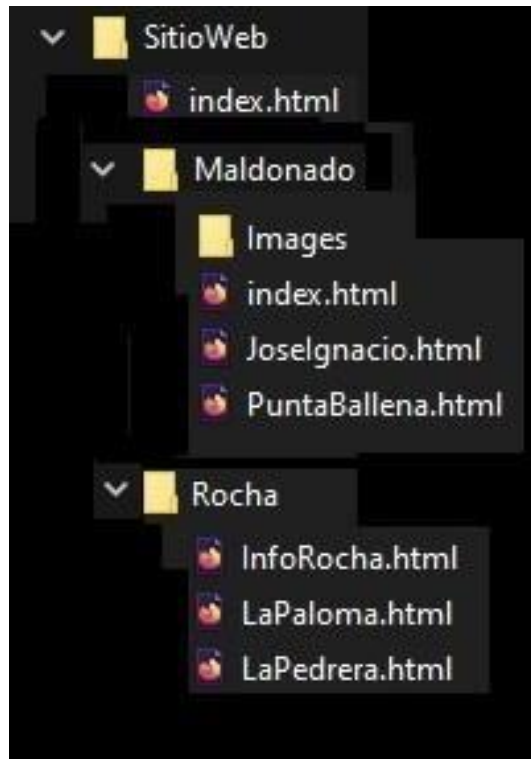 SitioWeb
index.html
Maldonado
Images
index.html
JoseIgnacio.html
PuntaBallena.html
Rocha
InfoRocha.html
LaPaloma.html
LaPedrera.html